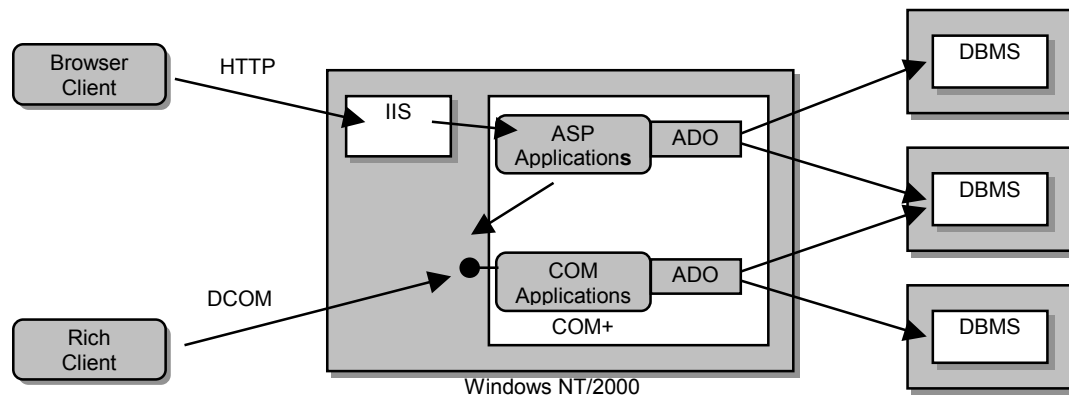 Browser
Client
HTTP
IIS
ASP
Applications
ADO
DBMS
DBMS
DCOM
COM
Applications
ADO
COM+
Rich
Client
DBMS
Windows NT/2000